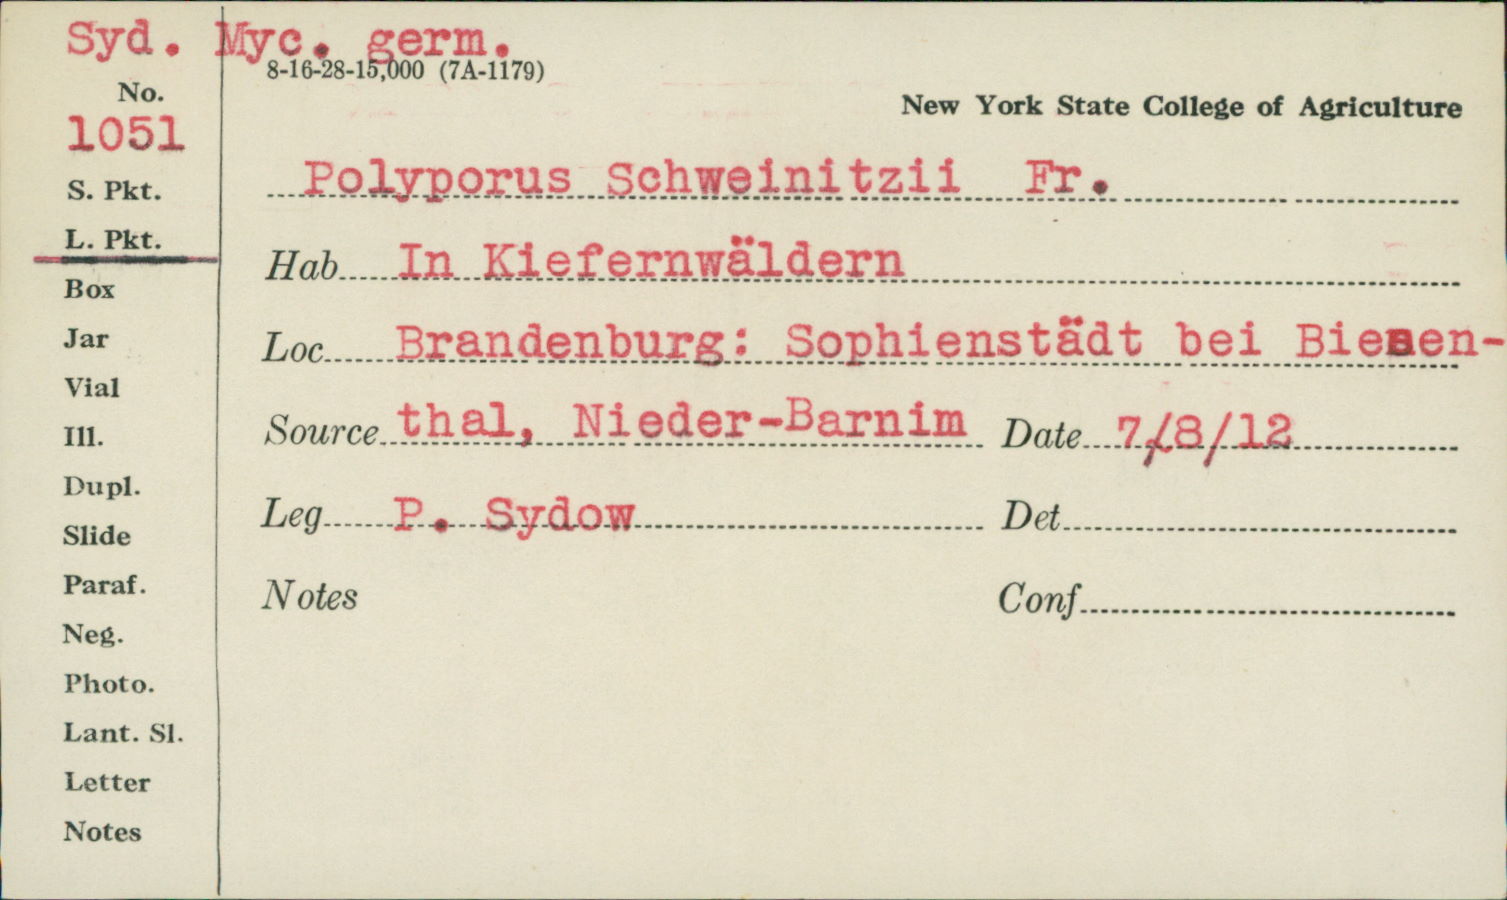 Syd. Myc. germ.
8-16-28-15,000 (7A-1179)
No.
New York State College of Agriculture
1051
Polyporus Schweinitzii Fr.
S. Pkt.
L. Pkt.
Hab. In Kiefernwäldern
Box
Jar
Loc. Brandenburg: Sophienstädt bei Biesen-
Vial
Ill.
Source thal, Nieder-Barnim Date 7/8/12
Dupl.
Slide
Leg. P. Sydow Det.
Paraf.
Notes Conf.
Neg.
Photo.
Lant. Sl.
Letter
Notes